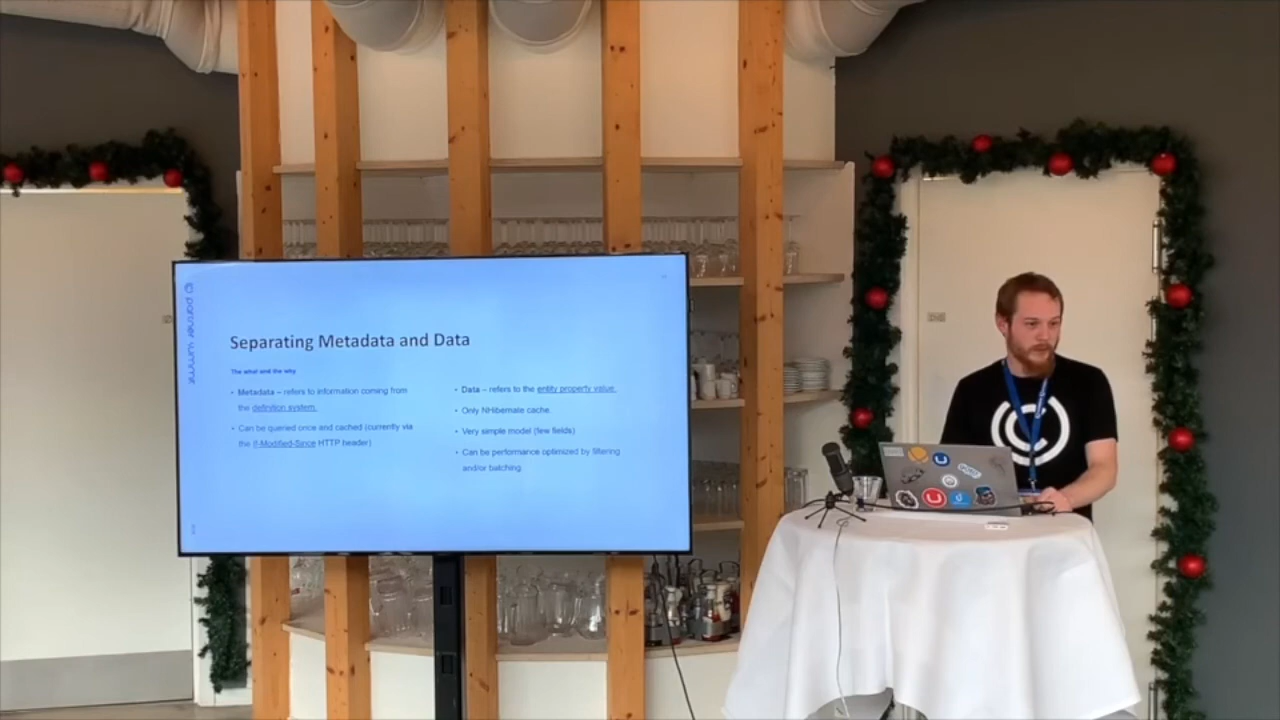 partner summit
Separating Metadata and Data
The what and the why
• Metadata – refers to information coming from
the definition system.
• Can be queried once and cached (currently via
the If-Modified-Since HTTP header)
• Data – refers to the entity property value.
• Only NHibernate cache.
• Very simple model (few fields)
• Can be performance optimized by filtering
and/or batching